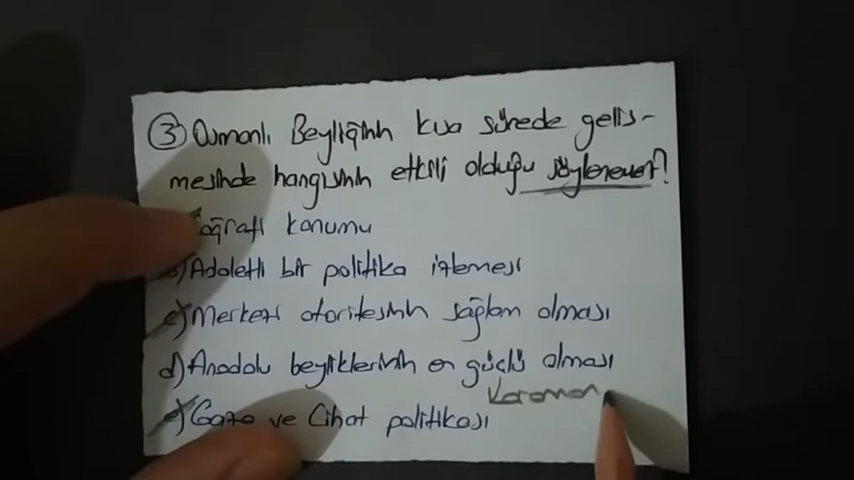 ③ Osmanlı Beyliğinin kısa sürede geliş-
mesinde hangisinin etkili olduğu söylenemez?
oğrafi konumu
b) Adaletli bir politika izlemesi
c) Merkezi otoritesinin sağlam olması
d) Anadolu beyliklerinin en güçlü olması
Karaman
e) Gaza ve Cihat politikası